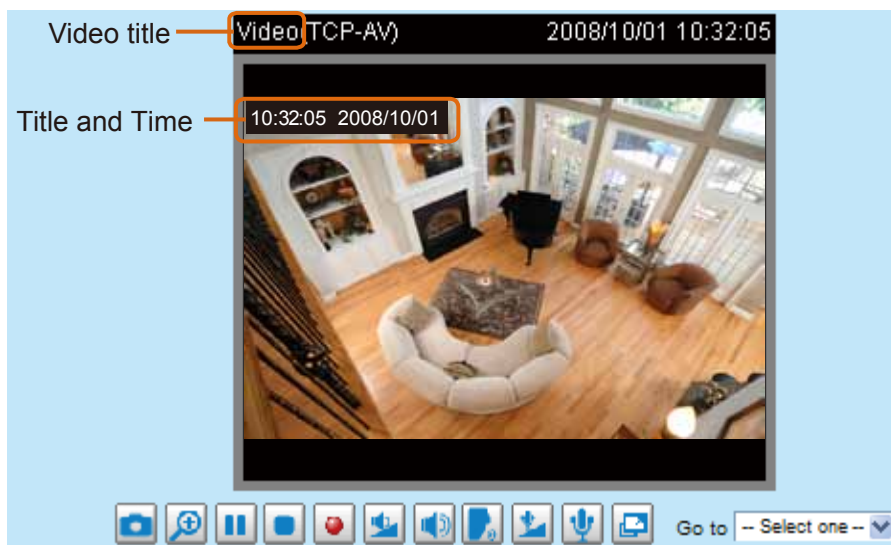 Video title
Video(TCP-AV) 2008/10/01 10:32:05
Title and Time
10:32:05 2008/10/01
Go to -- Select one --